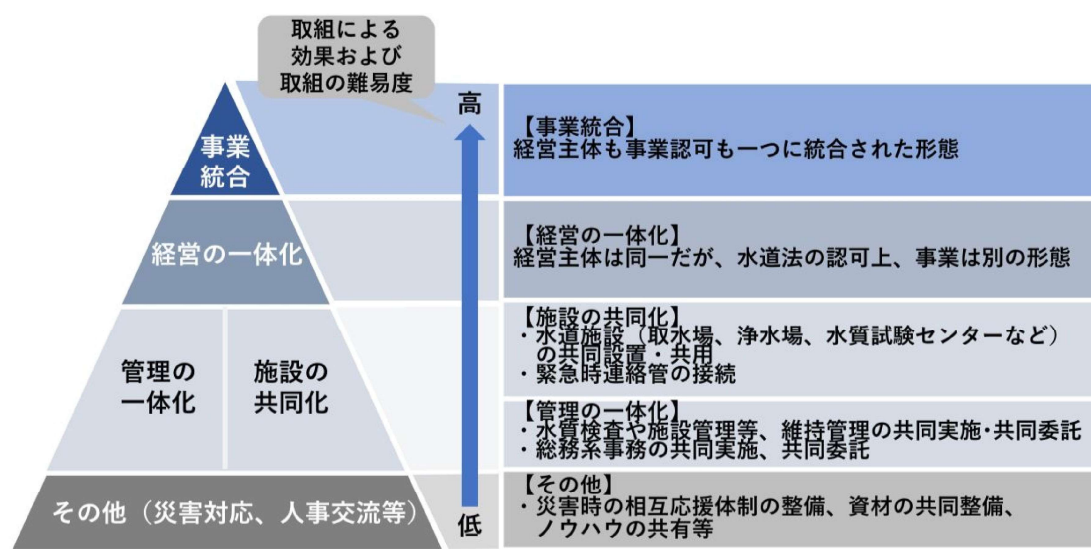 取組による
効果および
取組の難易度
高
事業
統合
経営の一体化
管理の
一体化
施設の
共同化
その他（災害対応、人事交流等）
低
【事業統合】
経営主体も事業認可も一つに統合された形態
【経営の一体化】
経営主体は同一だが、水道法の認可上、事業は別の形態
【施設の共同化】
・水道施設（取水場、浄水場、水質試験センターなど）
の共同設置・共用
・緊急時連絡管の接続
【管理の一体化】
・水質検査や施設管理等、維持管理の共同実施･共同委託
・総務系事務の共同実施、共同委託
【その他】
・災害時の相互応援体制の整備、資材の共同整備、
ノウハウの共有等